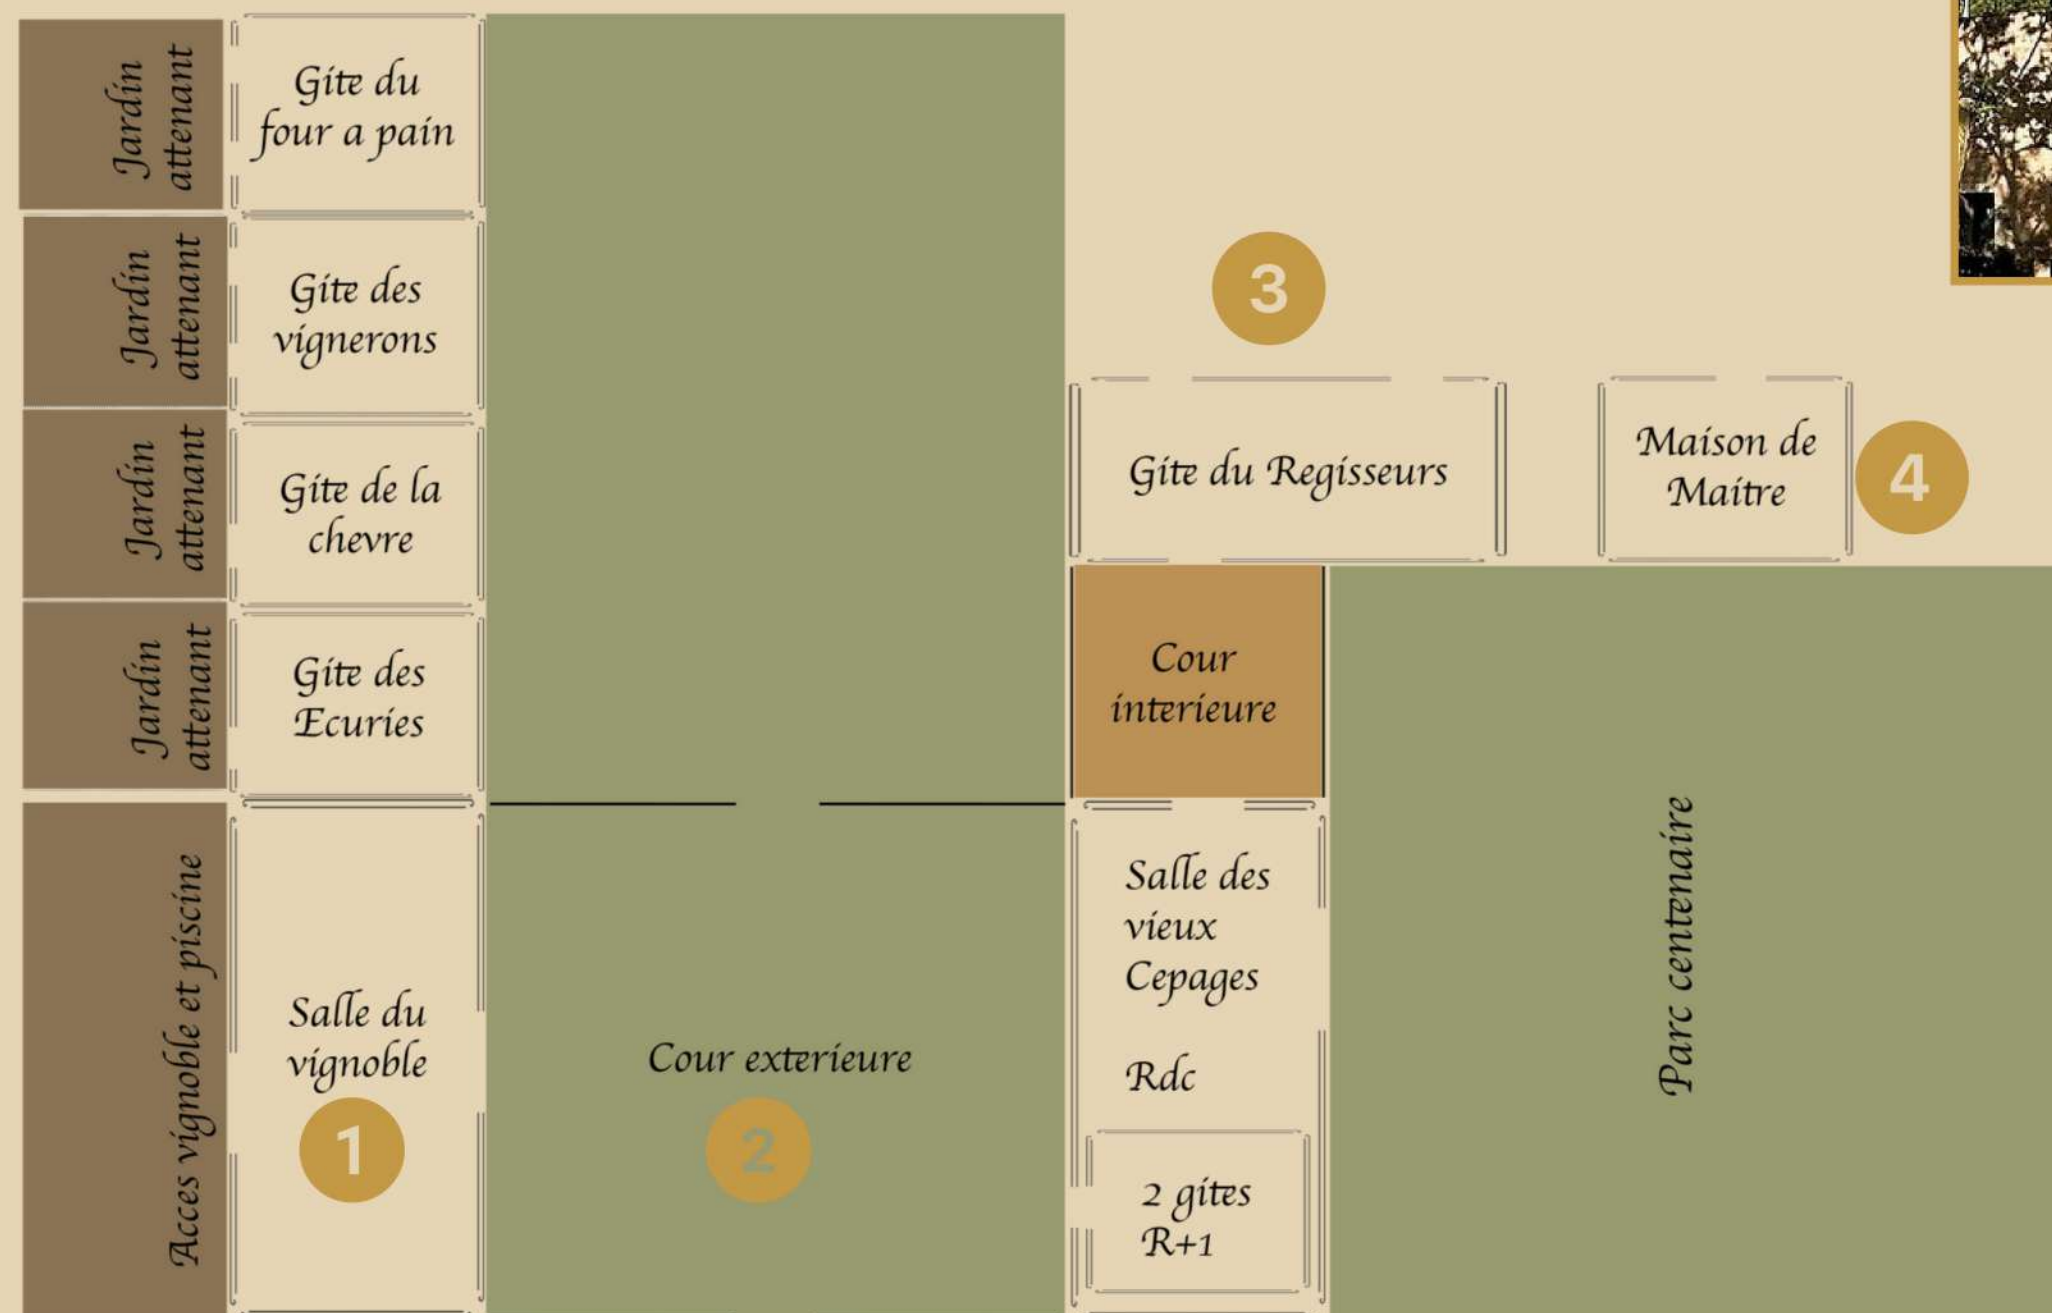 Jardin
attenant
Gite du
four a pain
Jardin
attenant
Gite des
vignerons
3
Jardin
attenant
Gite de la
chevre
Gite du Regisseurs
Maison de
Maitre
4
Jardin
attenant
Gite des
Ecuries
Cour
interieure
Acces vignoble et piscine
Salle du
vignoble
1
Cour exterieure
2
Salle des
vieux
Cepages
Rdc
2 gites
R+1
Parc centenaire